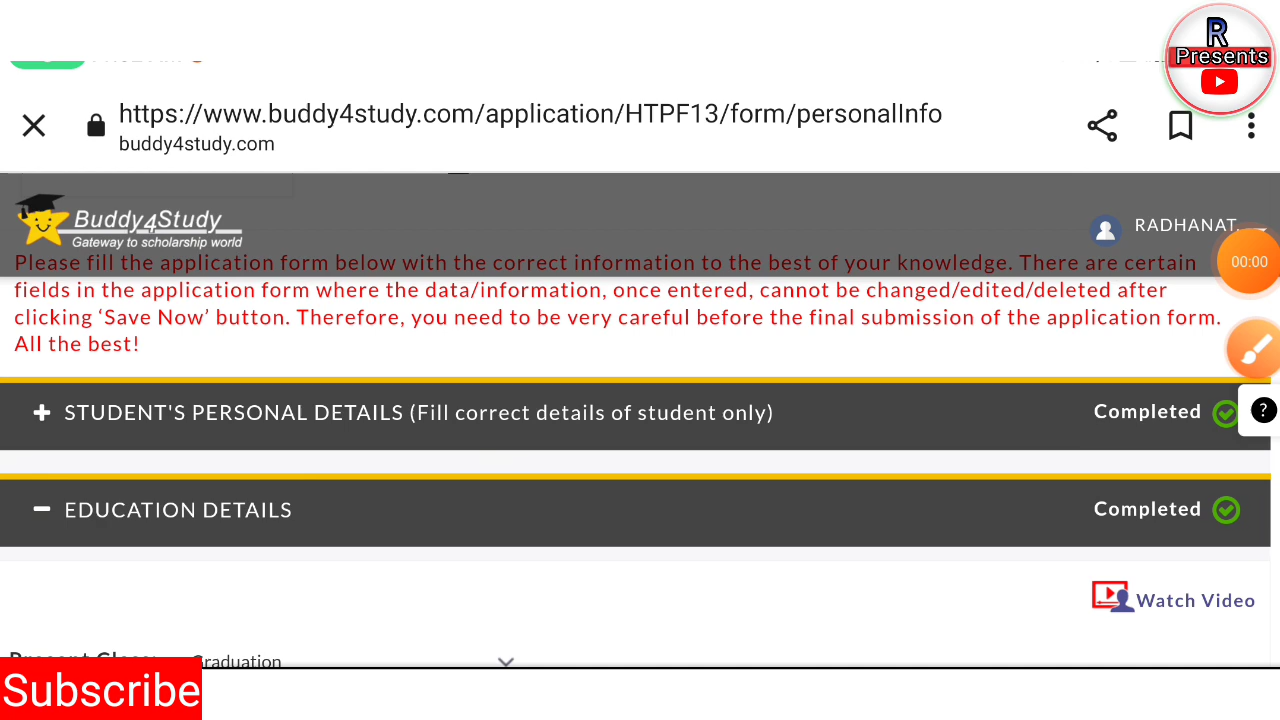 R
Presents
https://www.buddy4study.com/application/HTPF13/form/personalInfo
buddy4study.com
Buddy4Study
Gateway to scholarship world
RADHANAT.
00:00
Please fill the application form below with the correct information to the best of your knowledge. There are certain
fields in the application form where the data/information, once entered, cannot be changed/edited/deleted after
clicking ‘Save Now’ button. Therefore, you need to be very careful before the final submission of the application form.
All the best!
+ STUDENT'S PERSONAL DETAILS (Fill correct details of student only) Completed
?
− EDUCATION DETAILS Completed
Watch Video
Present Class: Graduation
Subscribe